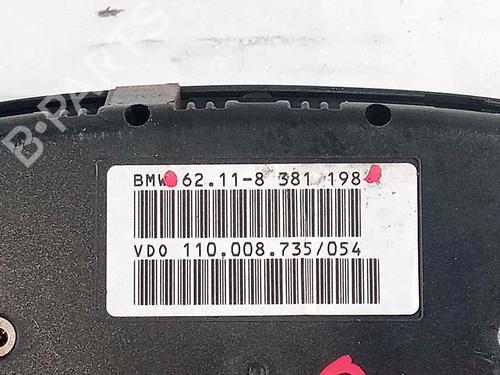 B-PARTS
BMW 62.11-8 381 198
VDO 110.008.735/054